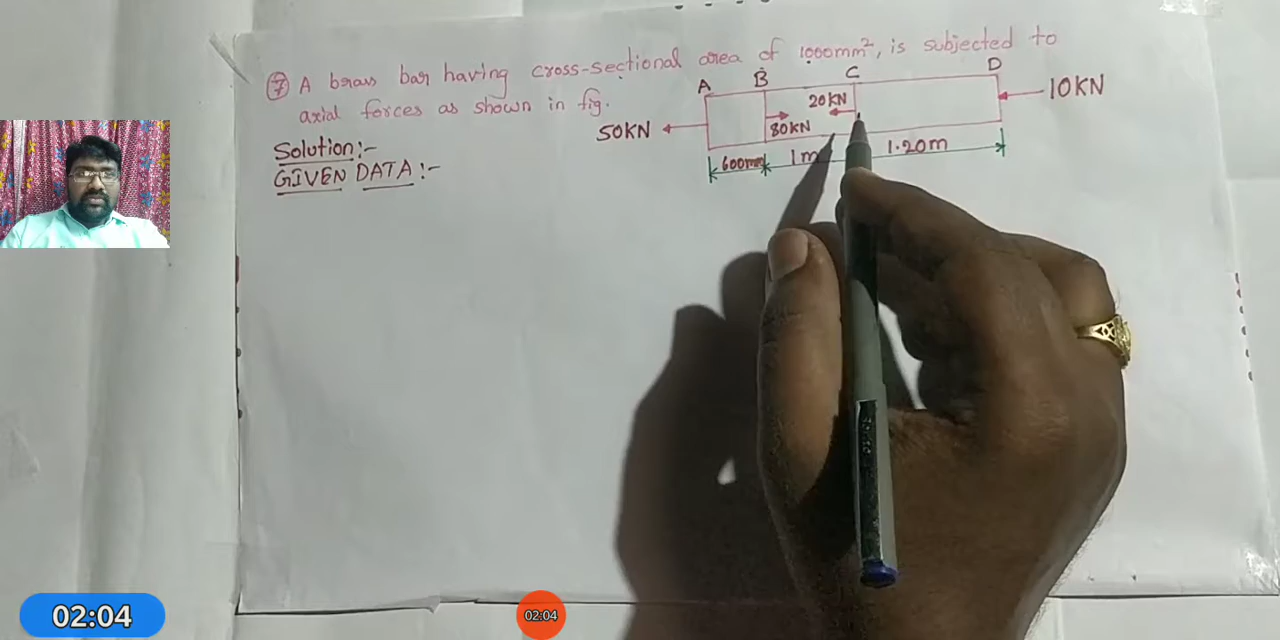 ⑦ A brass bar having cross-sectional area of 1000mm², is subjected to
axial forces as shown in fig.
A B C D
50KN 80KN 20KN 10KN
600mm 1m 1.20m
Solution:-
GIVEN DATA:-
02:04
02:04